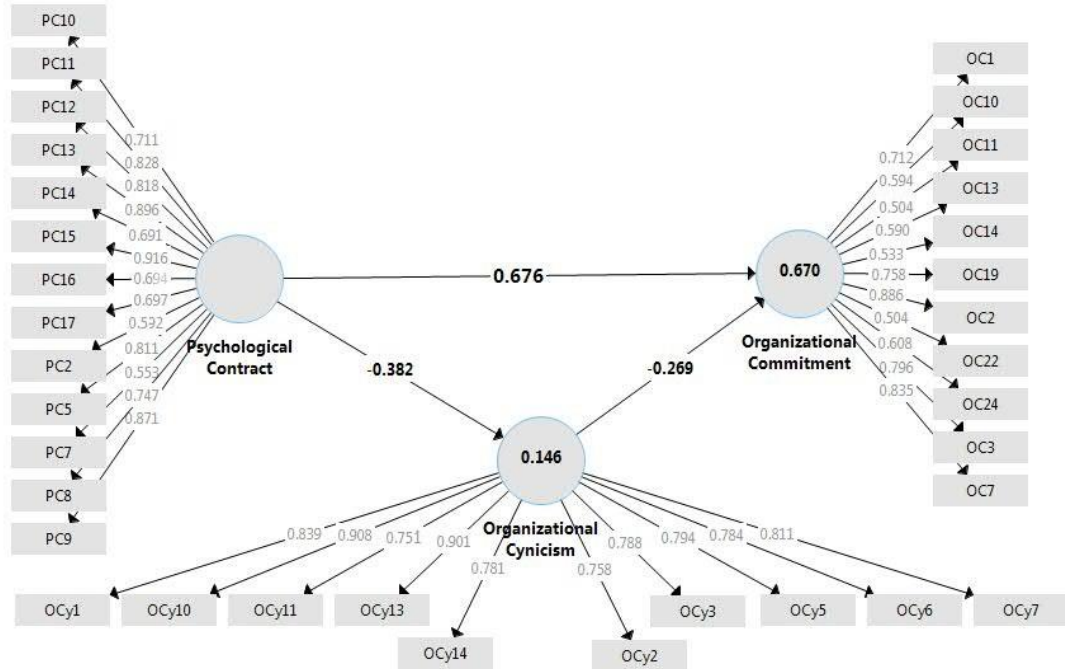 PC10
PC11
PC12
PC13
PC14
PC15
PC16
PC17
PC2
PC5
PC7
PC8
PC9
0.711
0.828
0.818
0.896
0.691
0.916
0.694
0.697
0.592
0.811
0.553
0.747
0.871
Psychological
Contract
0.676
-0.382
-0.269
0.670
Organizational
Commitment
0.712
0.594
0.504
0.590
0.533
0.758
0.886
0.504
0.608
0.796
0.835
OC1
OC10
OC11
OC13
OC14
OC19
OC2
OC22
OC24
OC3
OC7
0.146
Organizational
Cynicism
0.839
0.908
0.751
0.901
0.781
0.758
0.788
0.794
0.784
0.811
OCy1
OCy10
OCy11
OCy13
OCy14
OCy2
OCy3
OCy5
OCy6
OCy7